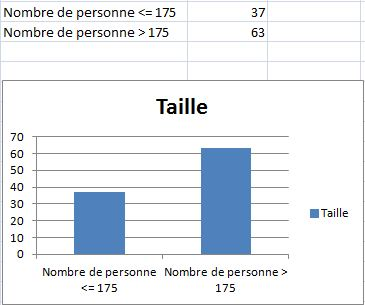 Nombre de personne <= 175 37
Nombre de personne > 175 63
Taille
70
60
50
40
30
20
10
0
Nombre de personne <= 175
Nombre de personne > 175
Taille